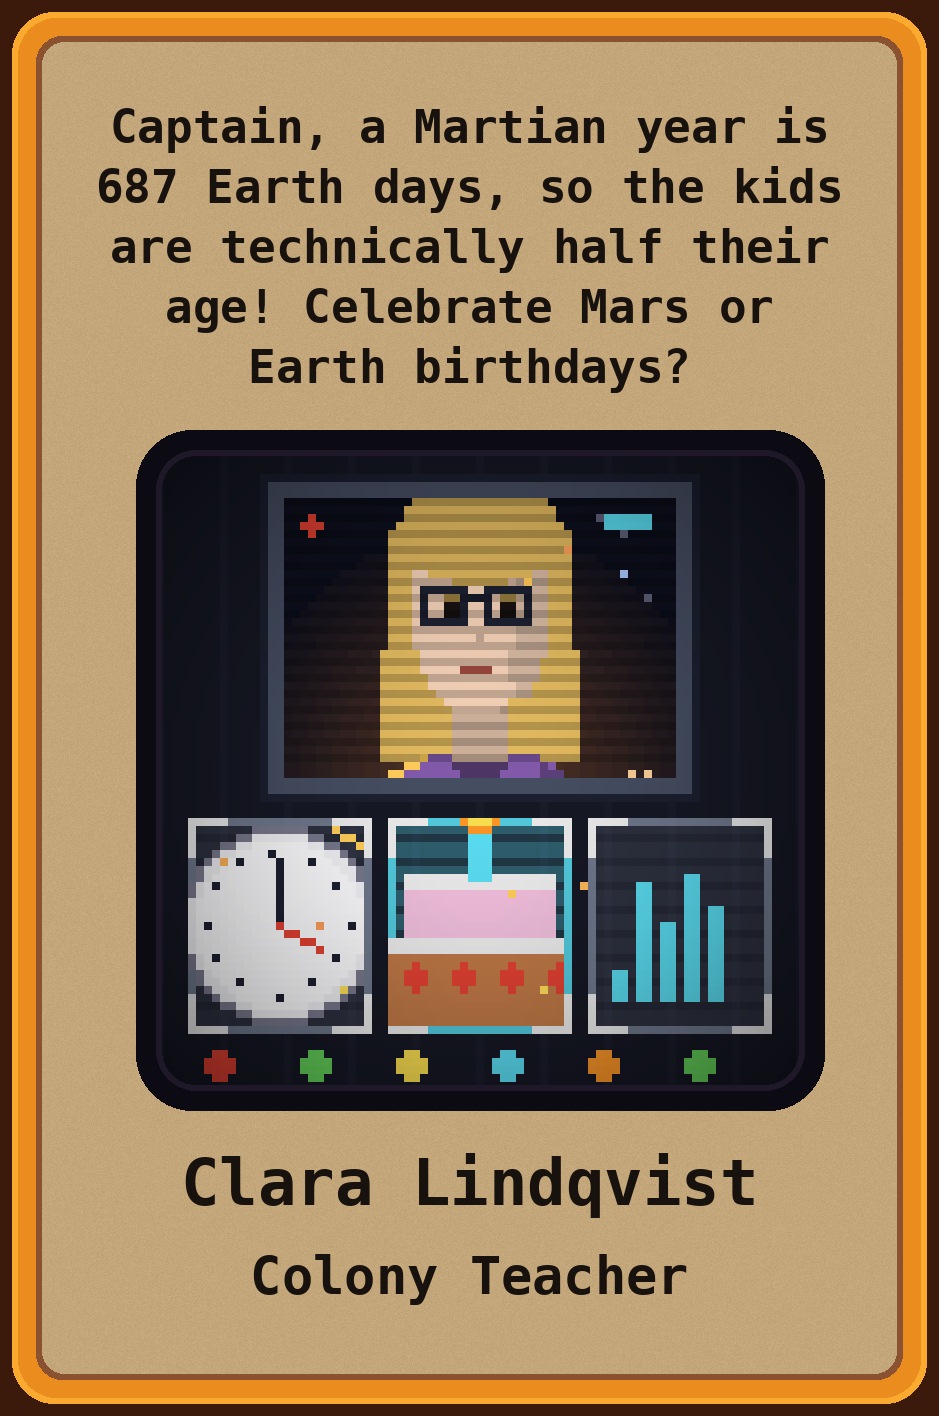 Captain, a Martian year is
687 Earth days, so the kids
are technically half their
age! Celebrate Mars or
Earth birthdays?
Clara Lindqvist
Colony Teacher